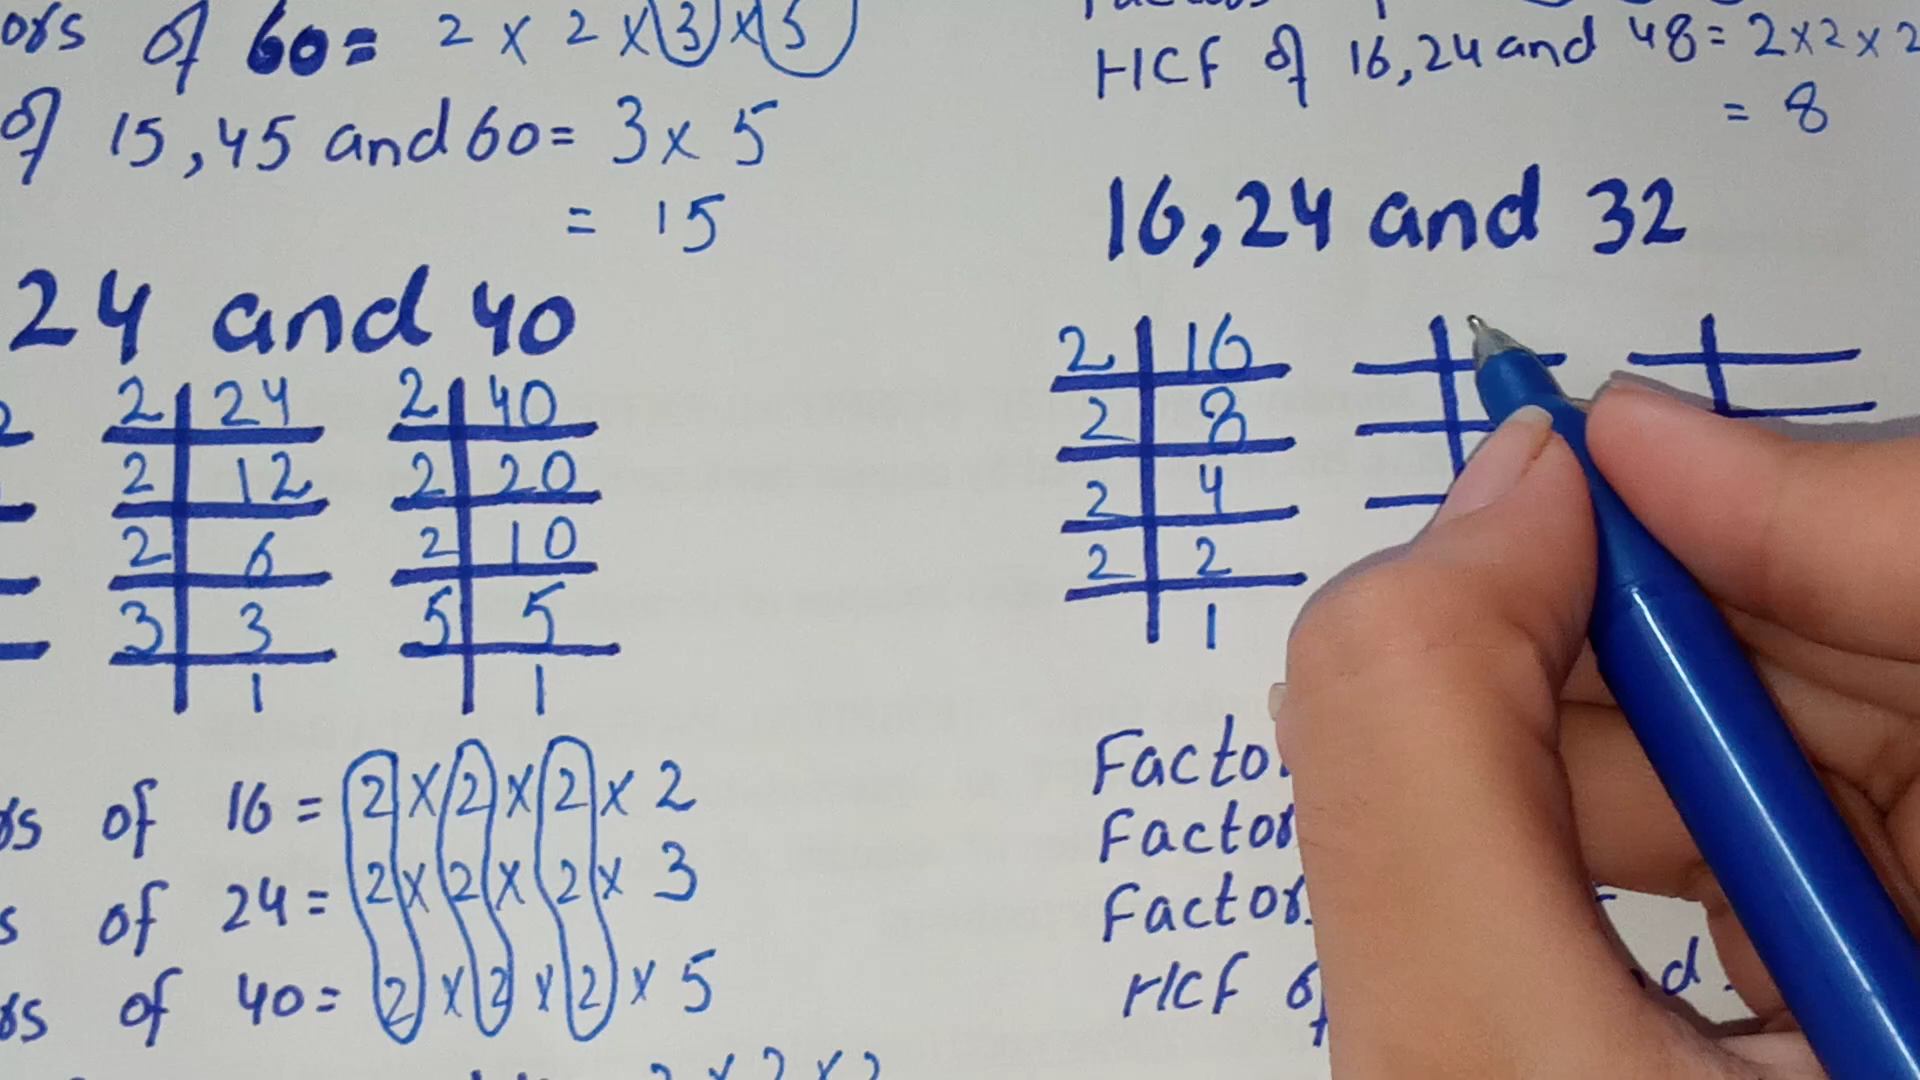 ors of 60= 2 x 2 x 3 x 5
of 15,45 and 60= 3 x 5
= 15
24 and 40
2 24
2 12
2 6
3 3
1
2 40
2 20
2 10
5 5
1
rs of 16 = 2 x 2 x 2 x 2
s of 24 = 2 x 2 x 2 x 3
rs of 40 = 2 x 2 x 2 x 5
2 x 2 x 2
HCF of 16,24 and 48 = 2x2x2
= 8
16,24 and 32
2 16
2 8
2 4
2 2
1
Factor
Factor
Factor
HCF of d